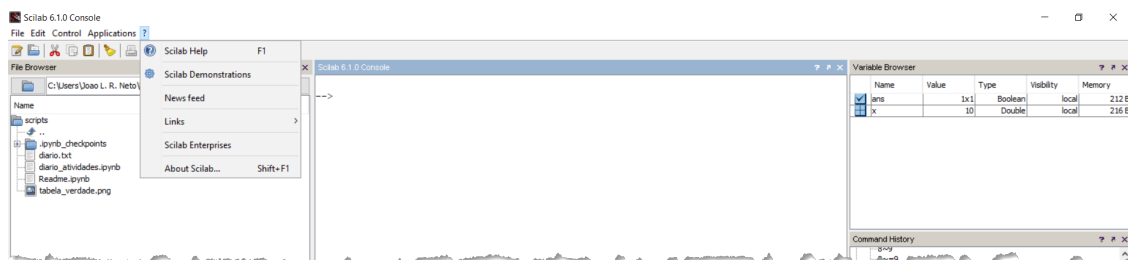 Scilab 6.1.0 Console
File Edit Control Applications ?
Scilab Help F1
Scilab Demonstrations
News feed
Links
Scilab Enterprises
About Scilab... Shift+F1
File Browser
C:\Users\Joao L. R. Neto\
Name
scripts
..
.ipynb_checkpoints
diario.txt
diario_atividades.ipynb
Readme.ipynb
tabela_verdade.png
Scilab 6.1.0 Console
-->
Variable Browser
Name Value Type Visibility Memory
ans 1x1 Boolean local 212 B
x 10 Double local 216 B
Command History